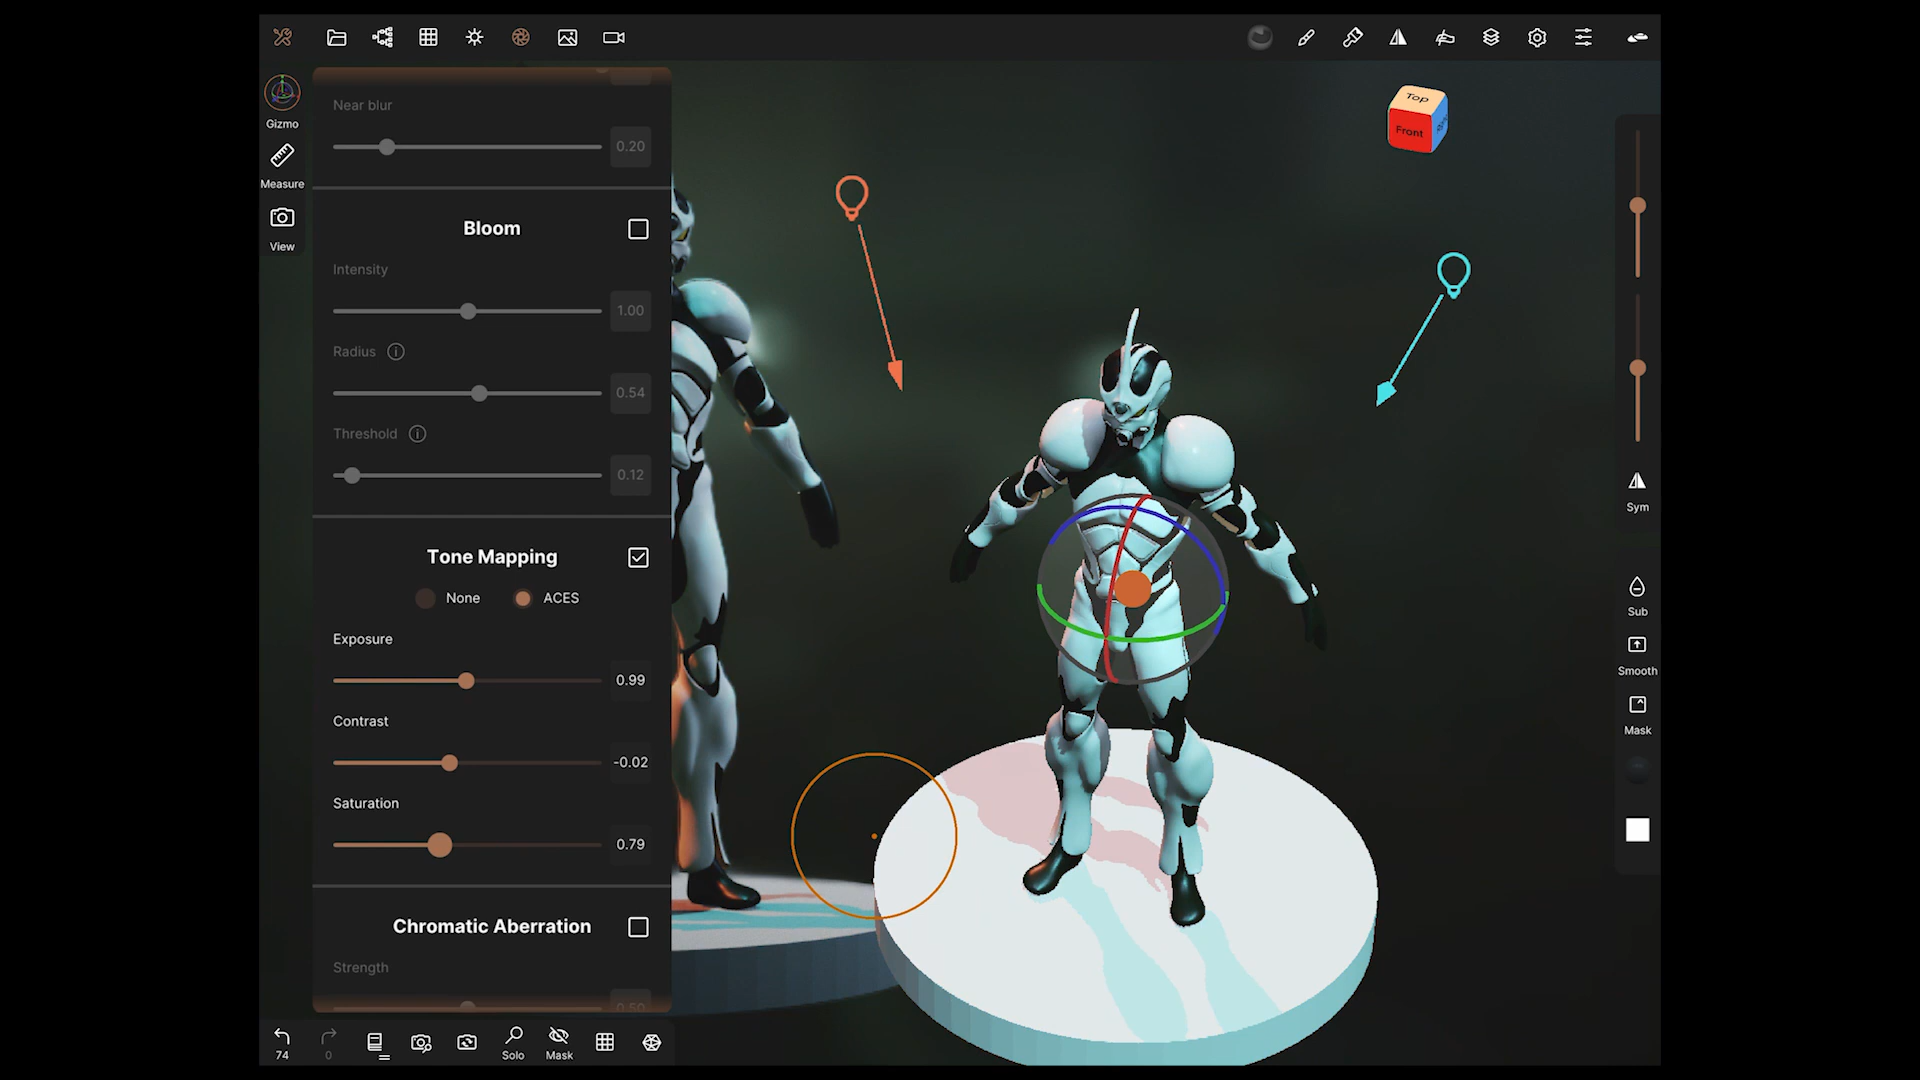 Gizmo
Measure
View
Near blur
0.20
Bloom
Intensity
1.00
Radius
0.54
Threshold
0.12
Tone Mapping
None
ACES
Exposure
0.99
Contrast
-0.02
Saturation
0.79
Chromatic Aberration
Strength
0.50
74
0
Solo
Mask
Top
Front
Sym
Sub
Smooth
Mask